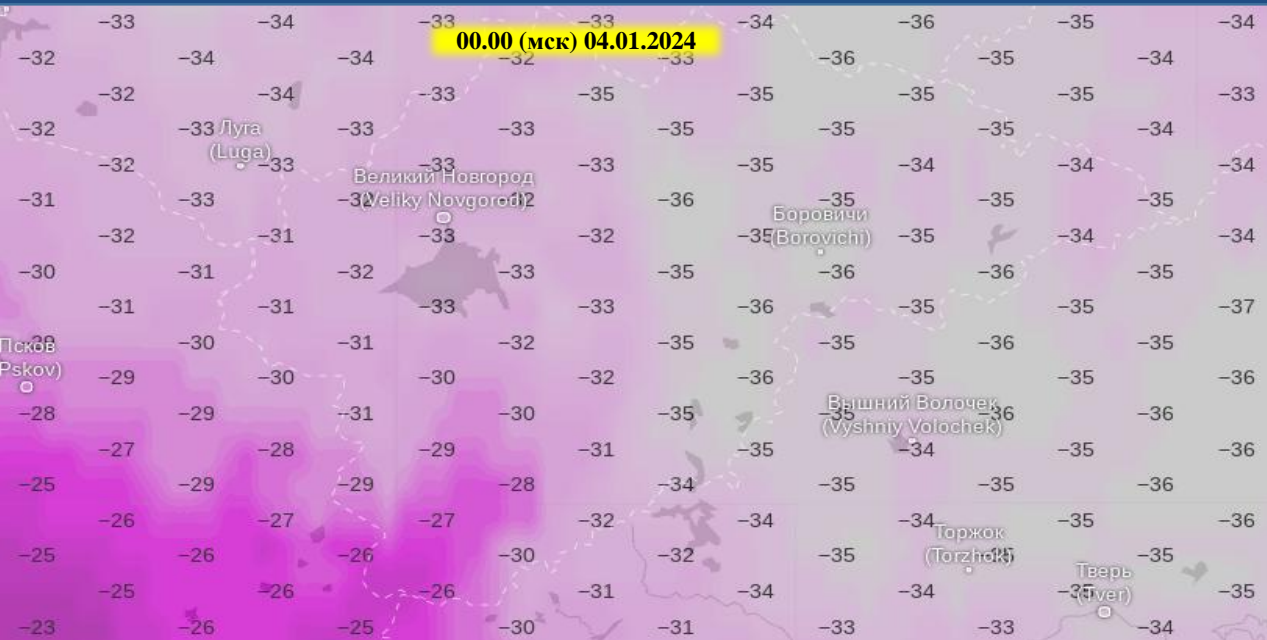 −33 −34 −33 −33 −34 −36 −35 −34
00.00 (мск) 04.01.2024
−32 −34 −34 −32 −33 −36 −35 −34
−32 −34 −33 −35 −35 −35 −35 −33
−32 −33 −33 −33 −35 −35 −35 −34
Луга
(Luga)
−32 −33 −33 −33 −35 −34 −34 −34
Великий Новгород
(Veliky Novgorod)
−31 −33 −32 −36 −35 −35 −35
Боровичи
(Borovichi)
−32 −31 −33 −32 −35 −34 −34 −34
−30 −31 −32 −33 −35 −36 −36 −35
−31 −31 −33 −33 −36 −35 −35 −37
Псков
Pskov)
−30 −31 −32 −35 −35 −36 −35
−29 −30 −30 −32 −36 −35 −35 −36
Вышний Волочек
(Vyshniy Volochek)
−28 −29 −31 −30 −35 −35 −36 −36
−27 −28 −29 −31 −35 −34 −35 −36
−25 −29 −29 −28 −34 −35 −35 −36
−26 −27 −27 −32 −34 −34 −35 −36
Торжок
(Torzhok)
−25 −26 −26 −30 −32 −35 −35
Тверь
(Tver)
−25 −26 −26 −31 −34 −34 −35
−23 −26 −25 −30 −31 −33 −33 −34